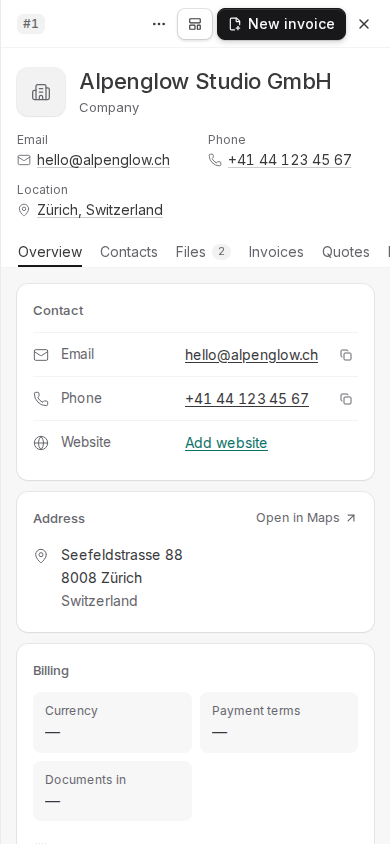 #1
New invoice
Alpenglow Studio GmbH
Company
Email
hello@alpenglow.ch
Phone
+41 44 123 45 67
Location
Zürich, Switzerland
Overview
Contacts
Files 2
Invoices
Quotes
Contact
Email
hello@alpenglow.ch
Phone
+41 44 123 45 67
Website
Add website
Address
Open in Maps
Seefeldstrasse 88
8008 Zürich
Switzerland
Billing
Currency
—
Payment terms
—
Documents in
—